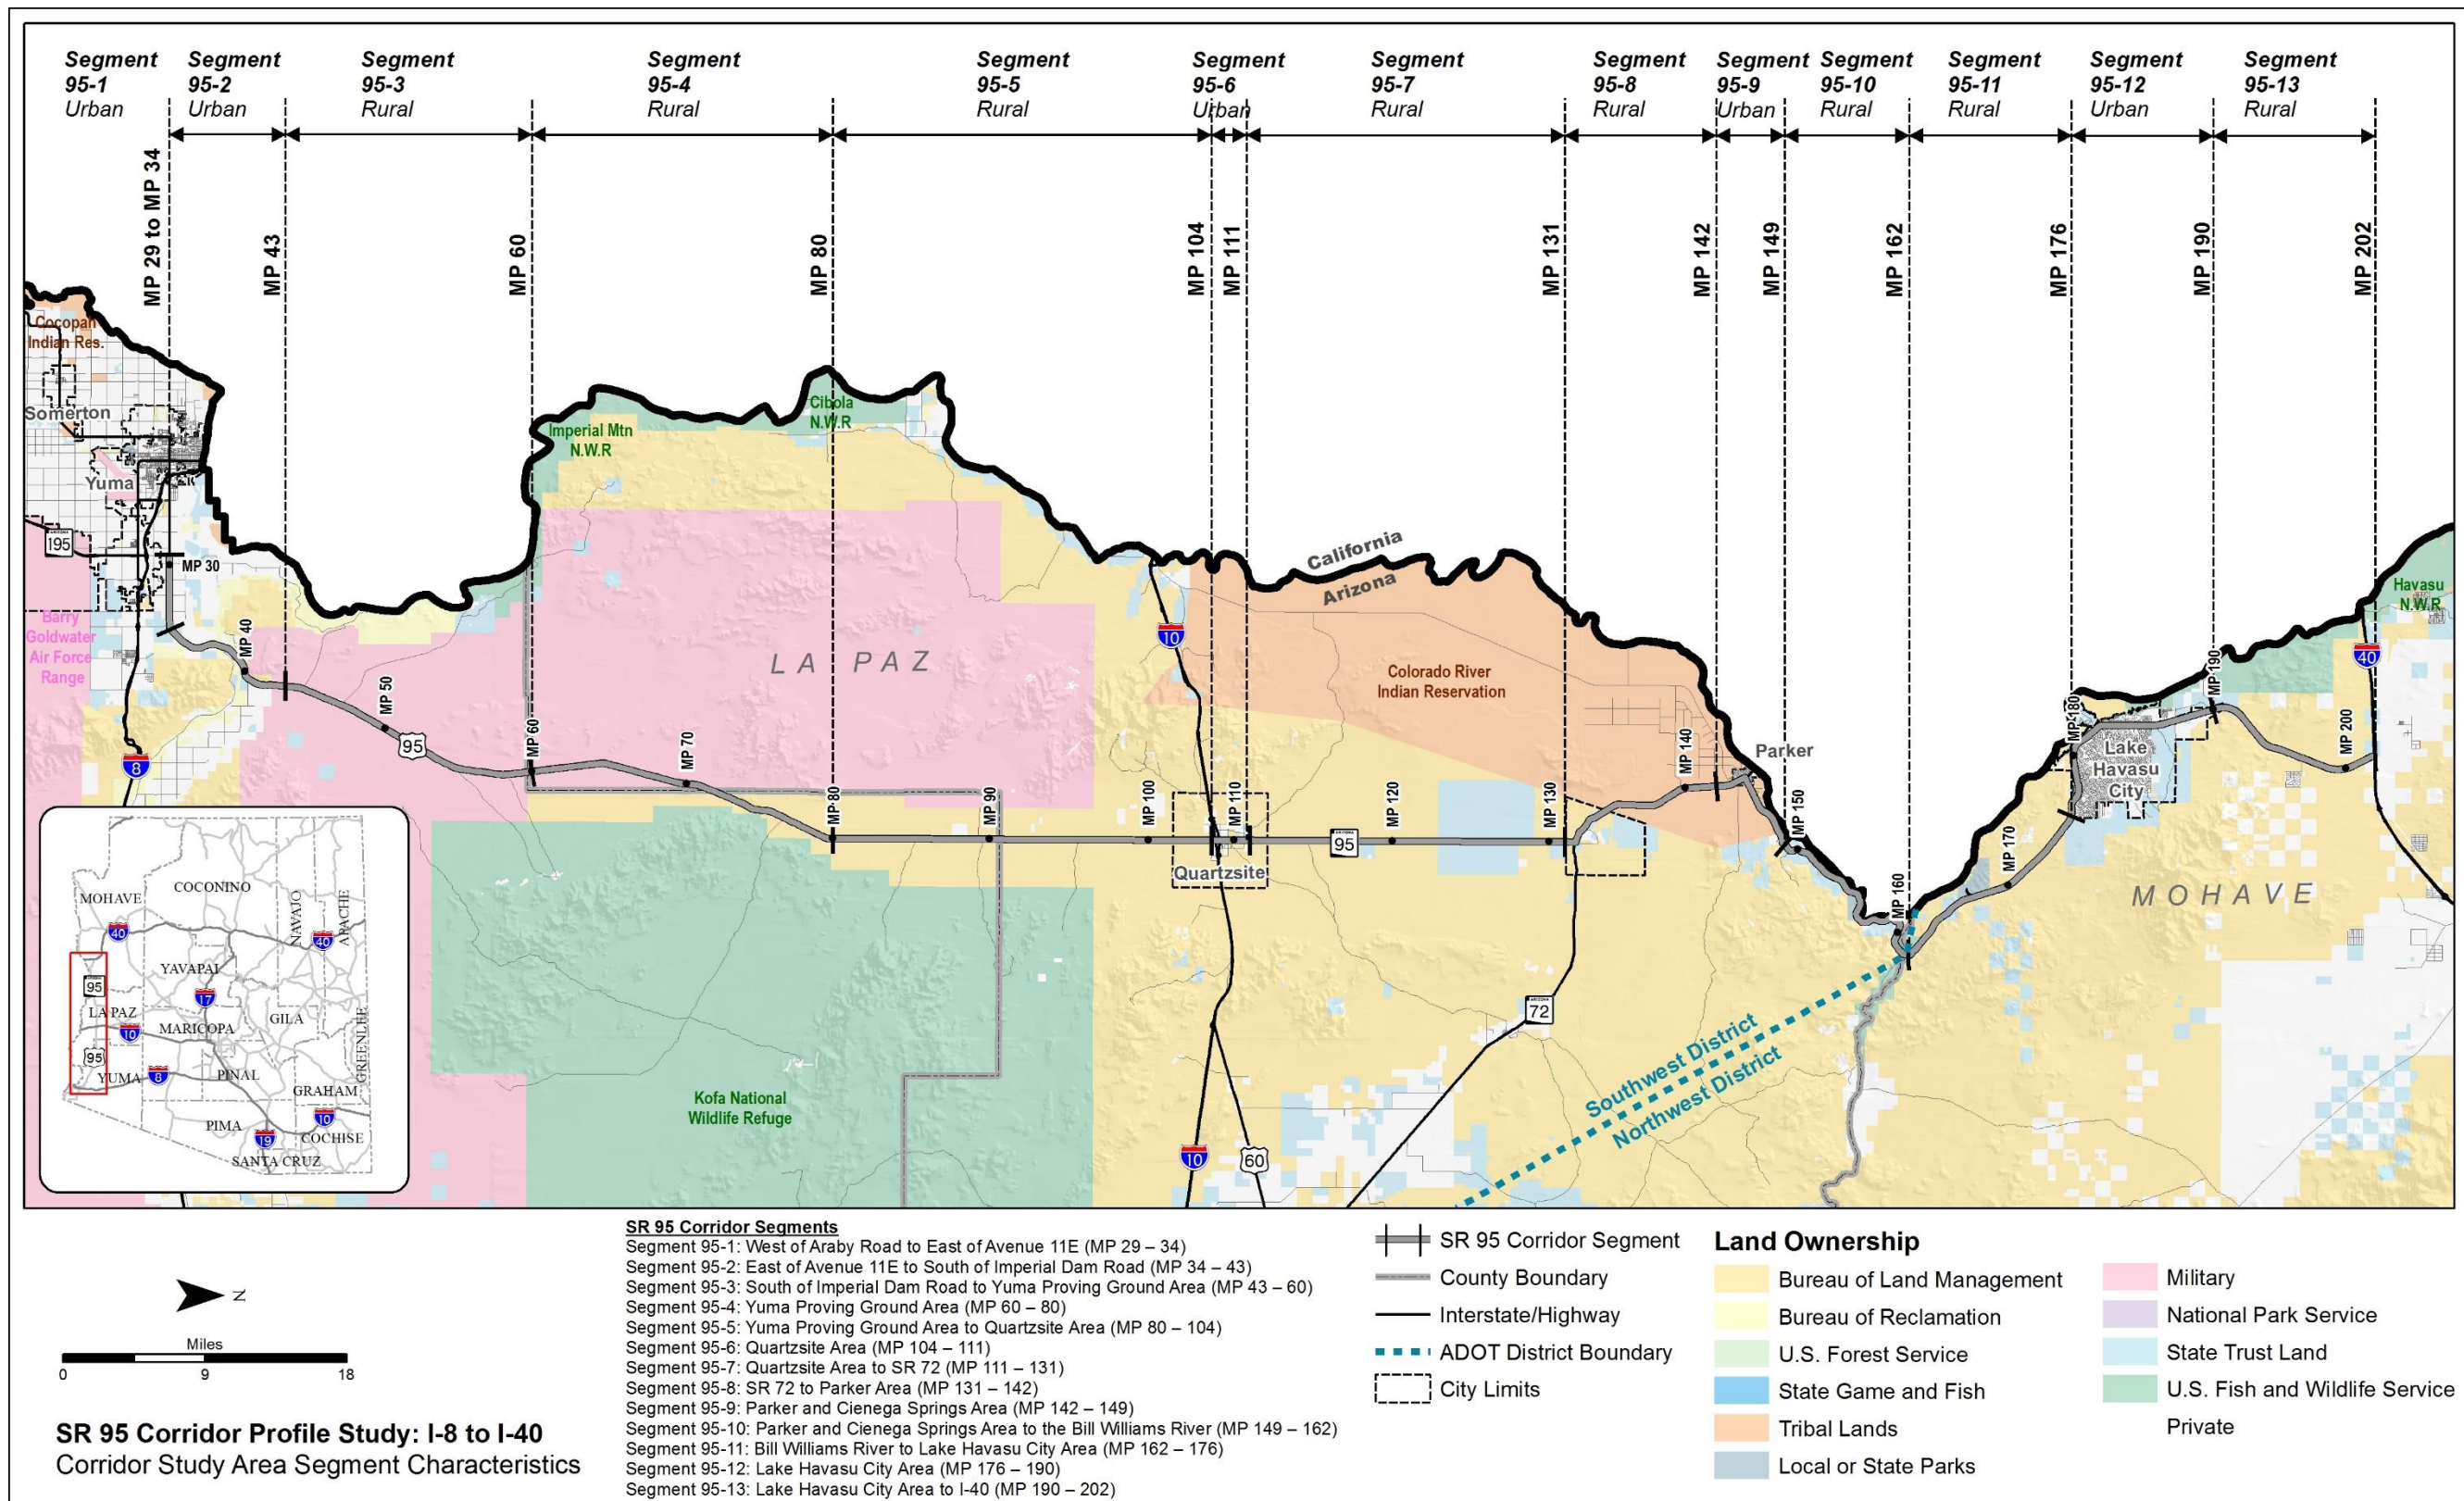 Segment
95-1
Urban
Segment
95-2
Urban
Segment
95-3
Rural
Segment
95-4
Rural
Segment
95-5
Rural
Segment
95-6
Urban
Segment
95-7
Rural
Segment
95-8
Rural
Segment
95-9
Urban
Segment
95-10
Rural
Segment
95-11
Rural
Segment
95-12
Urban
Segment
95-13
Rural
MP 29 to MP 34
MP 43
MP 60
MP 80
MP 104
MP 111
MP 131
MP 142
MP 149
MP 162
MP 176
MP 190
MP 202
Cocopah
Indian Res.
Somerton
Yuma
ARIZONA
195
MP 30
Barry
Goldwater
Air Force
Range
8
MP 40
MP 50
95
MP 60
Imperial Mtn
N.W.R
Cibola
N.W.R
LA PAZ
MP 70
MP 80
MP 90
MP 100
MP 110
10
Quartzsite
California
Arizona
Colorado River
Indian Reservation
ARIZONA
95
MP 120
MP 130
MP 140
Parker
MP 150
MP 160
MP 170
MP 180
Lake
Havasu
City
MP 190
MP 200
40
Havasu
N.W.R
MOHAVE
Kofa National
Wildlife Refuge
10
60
ARIZONA
72
Southwest District
Northwest District
MOHAVE
COCONINO
NAVAJO
APACHE
40
40
YAVAPAI
95
17
LA PAZ
10
MARICOPA
GILA
GREENLEE
95
YUMA
8
PINAL
GRAHAM
10
PIMA
19
COCHISE
SANTA CRUZ
N
Miles
0
9
18
SR 95 Corridor Profile Study: I-8 to I-40
Corridor Study Area Segment Characteristics
SR 95 Corridor Segments
Segment 95-1: West of Araby Road to East of Avenue 11E (MP 29 – 34)
Segment 95-2: East of Avenue 11E to South of Imperial Dam Road (MP 34 – 43)
Segment 95-3: South of Imperial Dam Road to Yuma Proving Ground Area (MP 43 – 60)
Segment 95-4: Yuma Proving Ground Area (MP 60 – 80)
Segment 95-5: Yuma Proving Ground Area to Quartzsite Area (MP 80 – 104)
Segment 95-6: Quartzsite Area (MP 104 – 111)
Segment 95-7: Quartzsite Area to SR 72 (MP 111 – 131)
Segment 95-8: SR 72 to Parker Area (MP 131 – 142)
Segment 95-9: Parker and Cienega Springs Area (MP 142 – 149)
Segment 95-10: Parker and Cienega Springs Area to the Bill Williams River (MP 149 – 162)
Segment 95-11: Bill Williams River to Lake Havasu City Area (MP 162 – 176)
Segment 95-12: Lake Havasu City Area (MP 176 – 190)
Segment 95-13: Lake Havasu City Area to I-40 (MP 190 – 202)
SR 95 Corridor Segment
County Boundary
Interstate/Highway
ADOT District Boundary
City Limits
Land Ownership
Bureau of Land Management
Bureau of Reclamation
U.S. Forest Service
State Game and Fish
Tribal Lands
Local or State Parks
Military
National Park Service
State Trust Land
U.S. Fish and Wildlife Service
Private